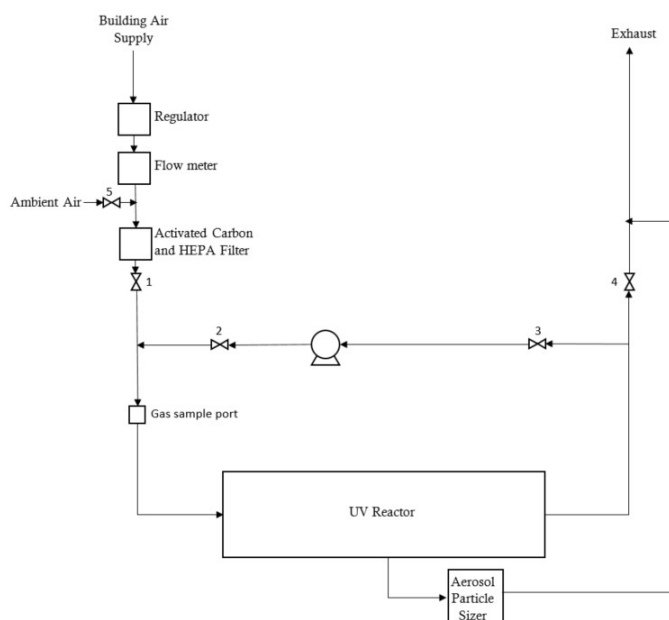 Building Air
Supply
Exhaust
Regulator
Flow meter
5
Ambient Air
Activated Carbon
and HEPA Filter
1
4
2
3
Gas sample port
UV Reactor
Aerosol
Particle
Sizer